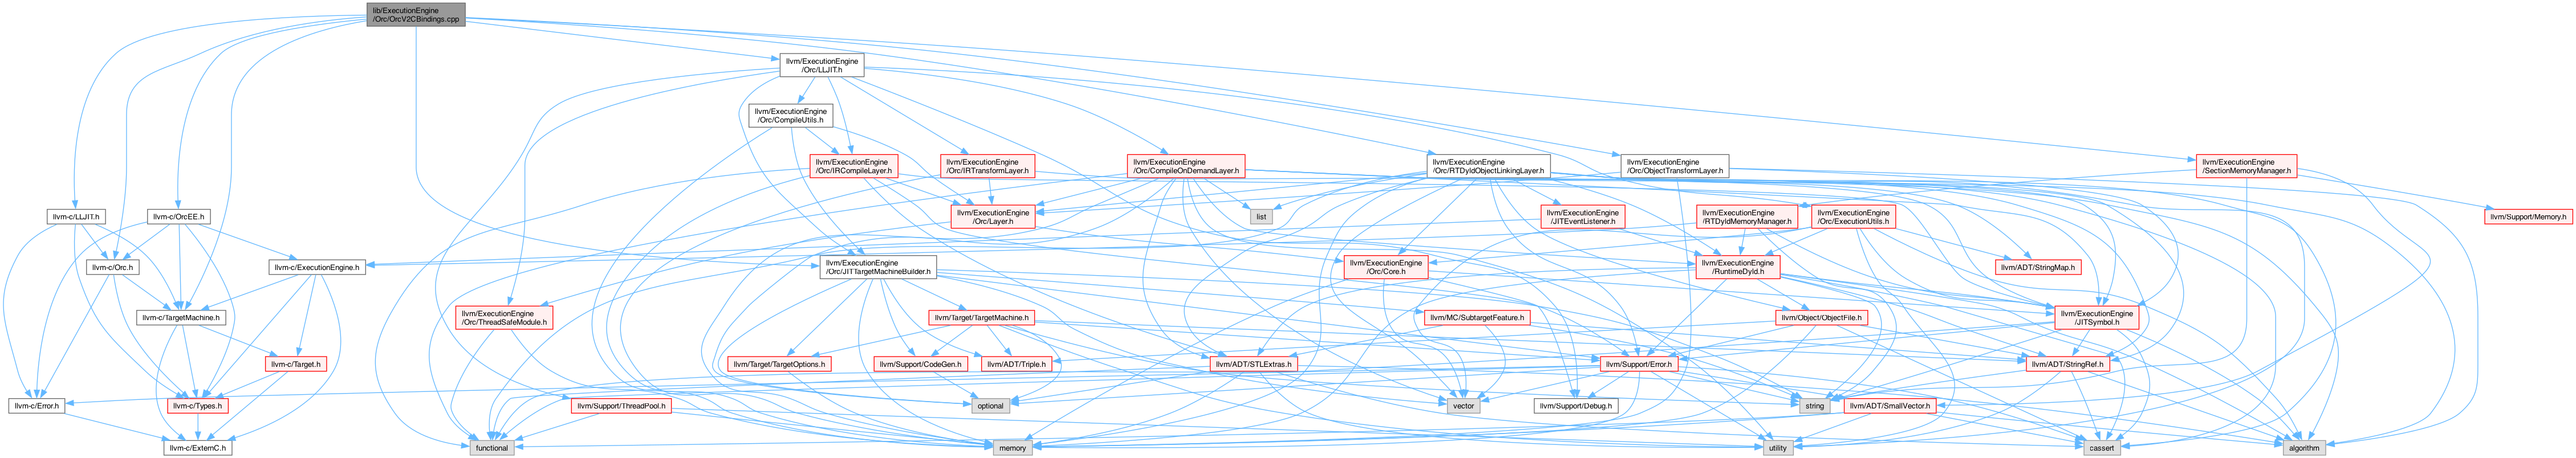 lib/ExecutionEngine
/Orc/OrcV2CBindings.cpp
llvm/ExecutionEngine
/Orc/LLJIT.h
llvm/ExecutionEngine
/Orc/CompileUtils.h
llvm/ExecutionEngine
/Orc/IRCompileLayer.h
llvm/ExecutionEngine
/Orc/IRTransformLayer.h
llvm/ExecutionEngine
/Orc/CompileOnDemandLayer.h
llvm/ExecutionEngine
/Orc/RTDyldObjectLinkingLayer.h
llvm/ExecutionEngine
/Orc/ObjectTransformLayer.h
llvm/ExecutionEngine
/SectionMemoryManager.h
llvm-c/LLJIT.h
llvm-c/OrcEE.h
llvm/ExecutionEngine
/Orc/Layer.h
list
llvm/ExecutionEngine
/JITEventListener.h
llvm/ExecutionEngine
/RTDyldMemoryManager.h
llvm/ExecutionEngine
/Orc/ExecutionUtils.h
llvm/Support/Memory.h
llvm-c/Orc.h
llvm-c/ExecutionEngine.h
llvm/ExecutionEngine
/Orc/JITTargetMachineBuilder.h
llvm/ExecutionEngine
/Orc/Core.h
llvm/ExecutionEngine
/RuntimeDyld.h
llvm/ADT/StringMap.h
llvm-c/TargetMachine.h
llvm/ExecutionEngine
/Orc/ThreadSafeModule.h
llvm/Target/TargetMachine.h
llvm/MC/SubtargetFeature.h
llvm/Object/ObjectFile.h
llvm/ExecutionEngine
/JITSymbol.h
llvm-c/Target.h
llvm/Target/TargetOptions.h
llvm/Support/CodeGen.h
llvm/ADT/Triple.h
llvm/ADT/STLExtras.h
llvm/Support/Error.h
llvm/ADT/StringRef.h
llvm-c/Error.h
llvm-c/Types.h
llvm/Support/ThreadPool.h
optional
vector
llvm/Support/Debug.h
string
llvm/ADT/SmallVector.h
llvm-c/ExternC.h
functional
memory
utility
cassert
algorithm